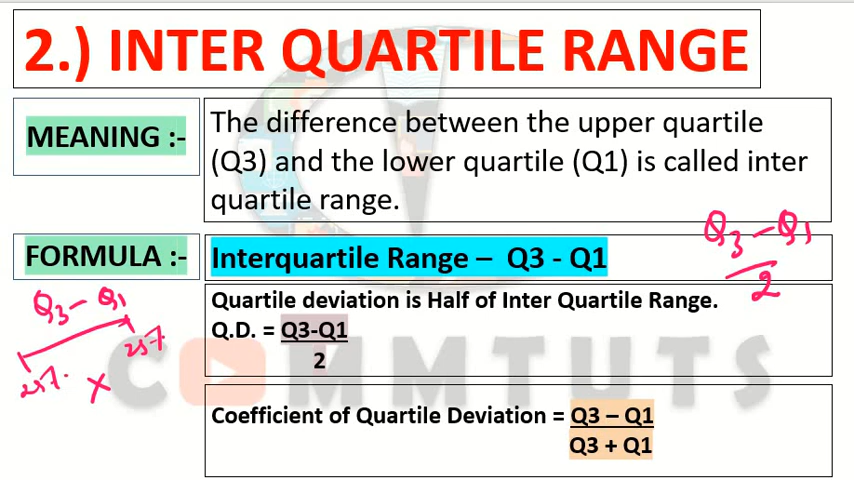 2.) INTER QUARTILE RANGE
MEANING :-
The difference between the upper quartile
(Q3) and the lower quartile (Q1) is called inter
quartile range.
FORMULA :-
Interquartile Range – Q3 - Q1
Q3 - Q1
2
Quartile deviation is Half of Inter Quartile Range.
Q.D. = Q3-Q1
2
Q3 - Q1
25%
25%
X
COMMTUTS
Coefficient of Quartile Deviation = Q3 – Q1
Q3 + Q1